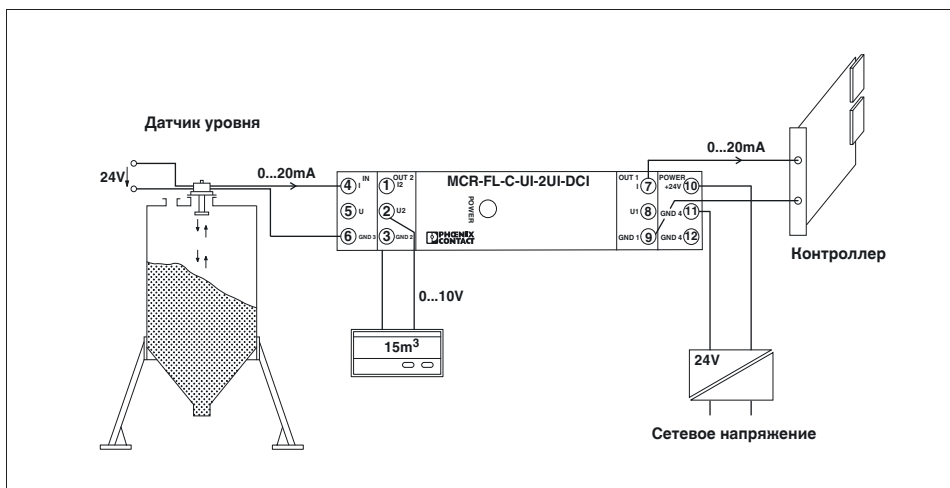 Датчик уровня
24V
0...20mA
4 I IN
5 U
6 GND 3
1 OUT 2 I2
2 U2
3 GND 2
MCR-FL-C-UI-2UI-DCI
POWER
PHŒNIX
CONTACT
OUT 1 I 7
U1 8
GND 1 9
POWER
+24V 10
GND 4 11
GND 4 12
0...20mA
Контроллер
0...10V
15m³
24V
Сетевое напряжение